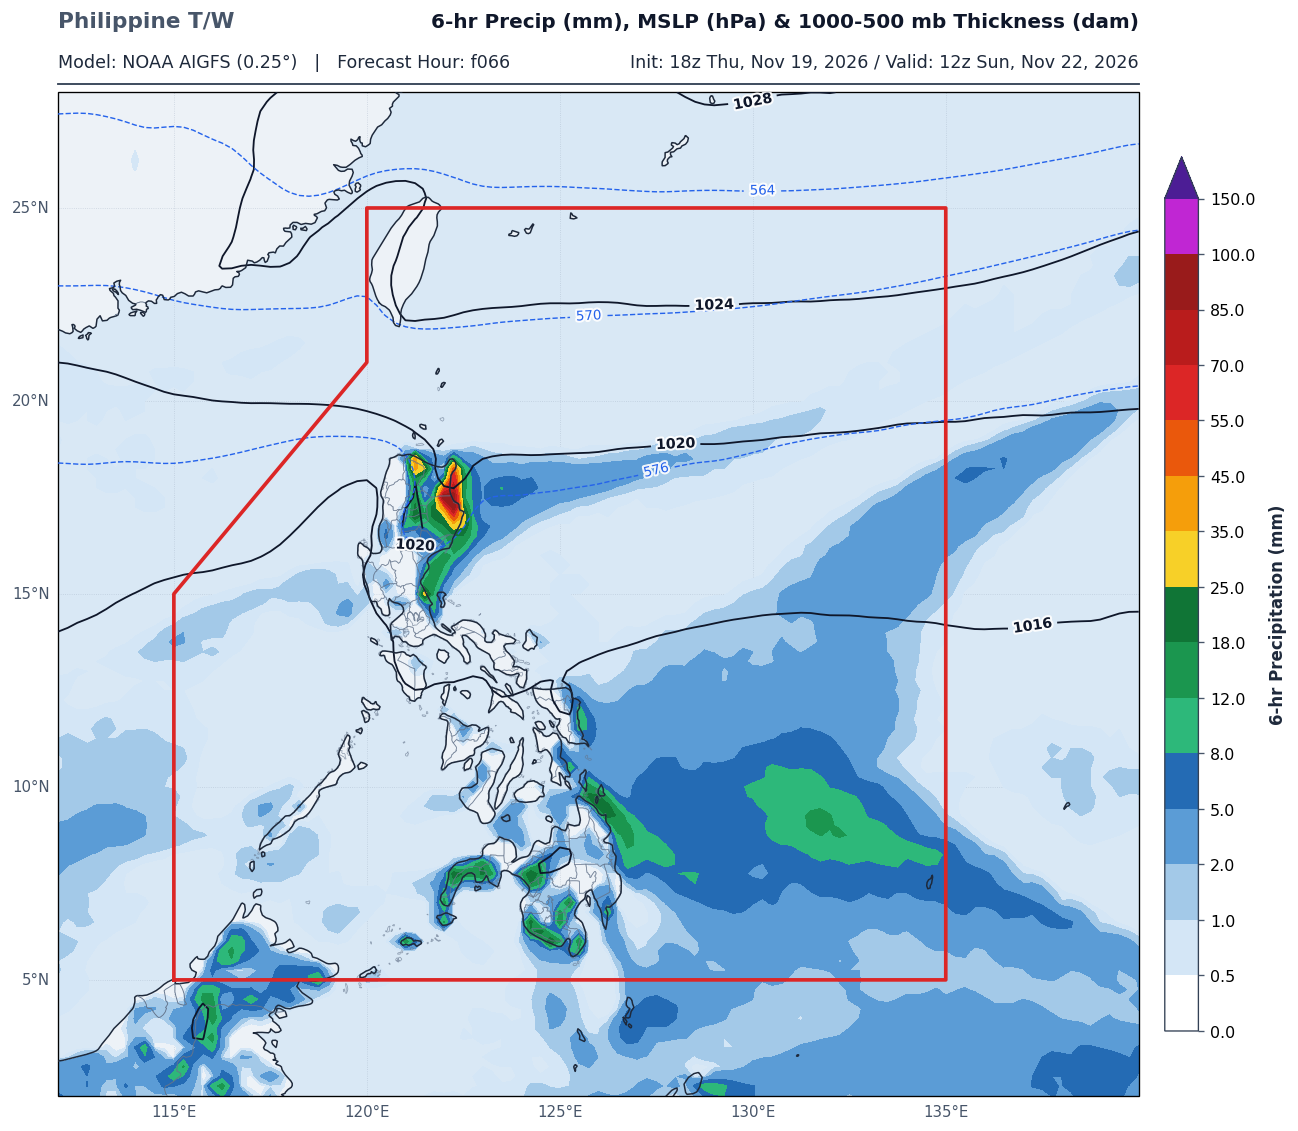 Philippine T/W
6-hr Precip (mm), MSLP (hPa) & 1000-500 mb Thickness (dam)
Model: NOAA AIGFS (0.25°) | Forecast Hour: f066
Init: 18z Thu, Nov 19, 2026 / Valid: 12z Sun, Nov 22, 2026
1028
564
1024
570
1020
576
1020
1016
25°N
20°N
15°N
10°N
5°N
115°E
120°E
125°E
130°E
135°E
150.0
100.0
85.0
70.0
55.0
45.0
35.0
25.0
18.0
12.0
8.0
5.0
2.0
1.0
0.5
0.0
6-hr Precipitation (mm)